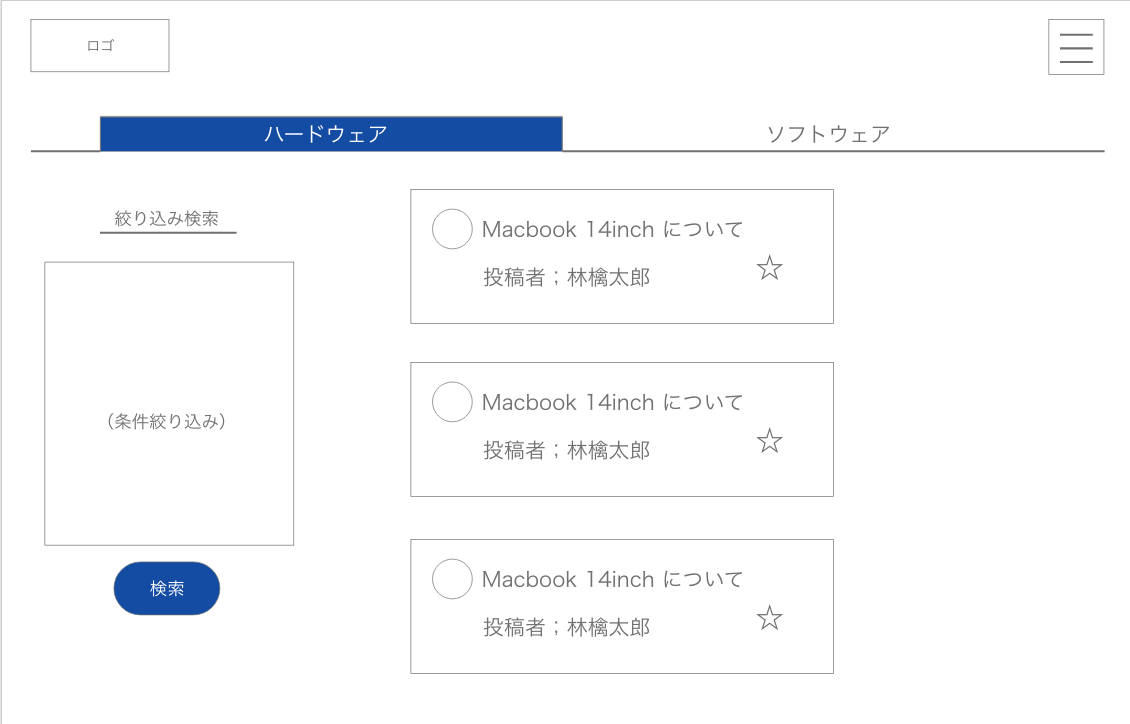 ロゴ
ハードウェア
ソフトウェア
絞り込み検索
（条件絞り込み）
検索
Macbook 14inch について
投稿者；林檎太郎
☆
Macbook 14inch について
投稿者；林檎太郎
☆
Macbook 14inch について
投稿者；林檎太郎
☆